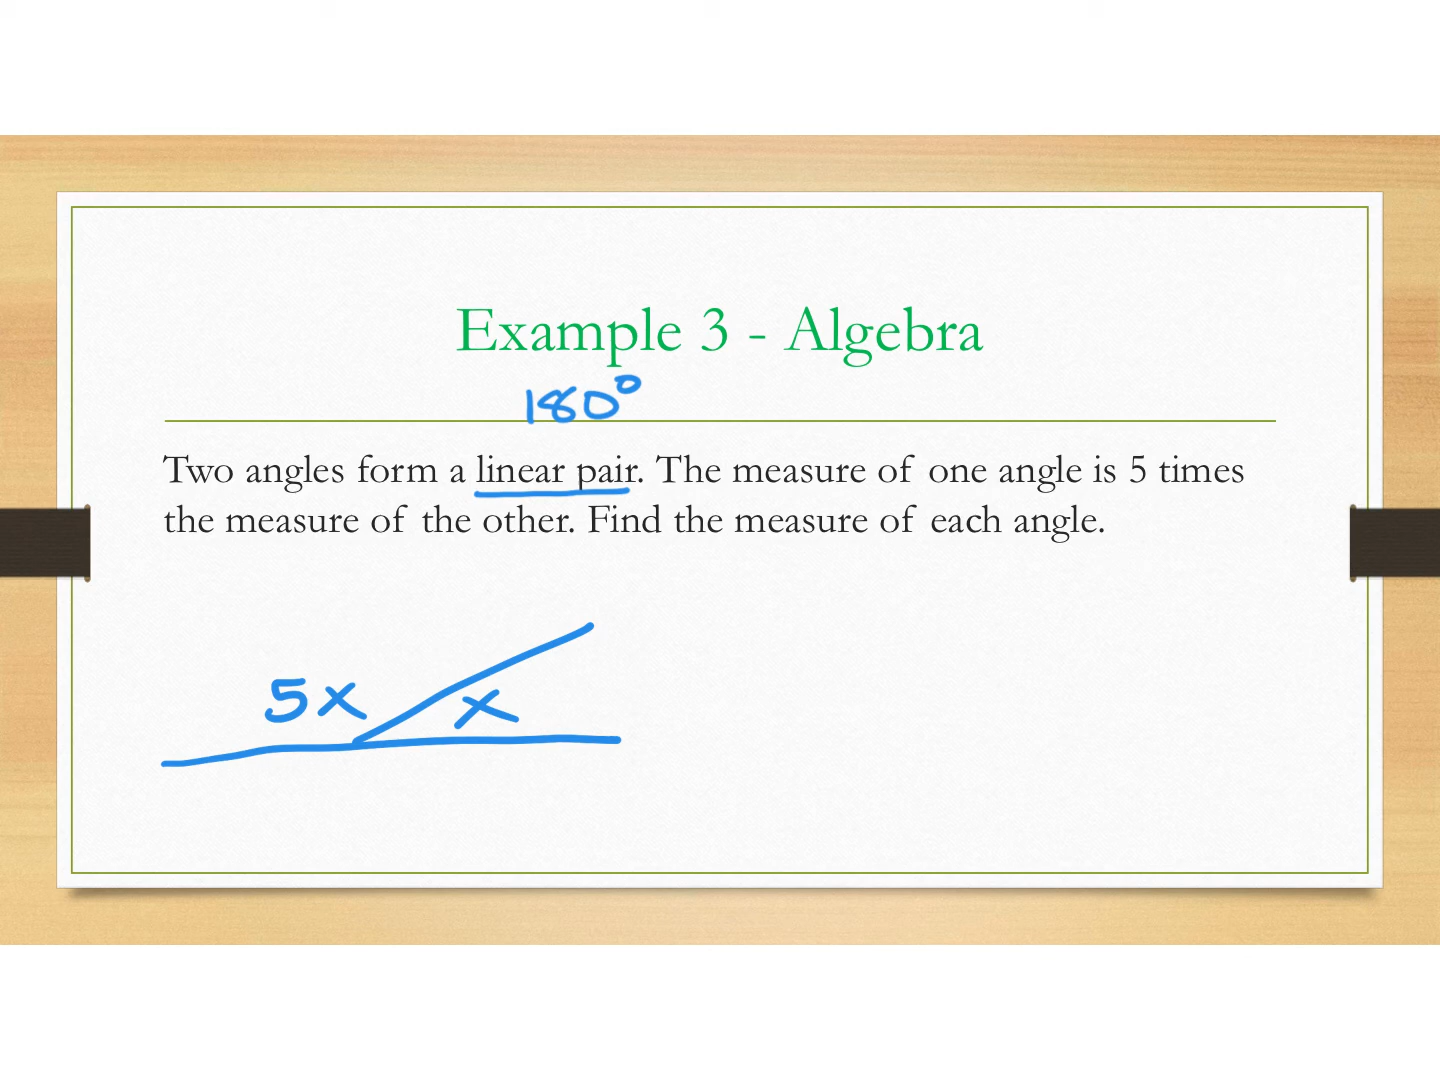 Example 3 - Algebra
180°
Two angles form a linear pair. The measure of one angle is 5 times
the measure of the other. Find the measure of each angle.
5x x